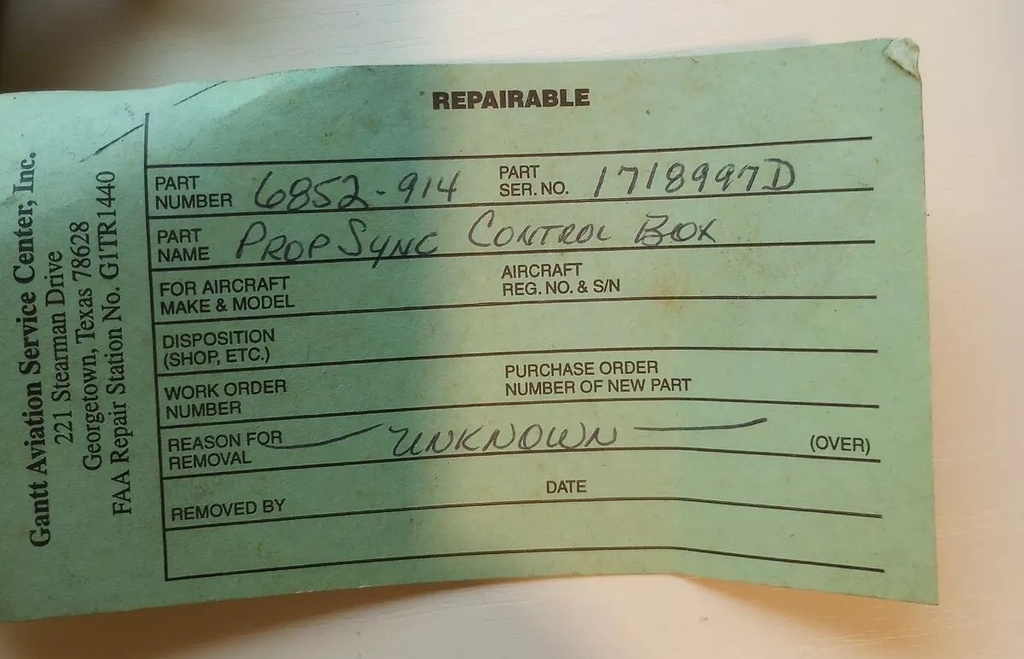 REPAIRABLE
PART NUMBER 6852-914 PART SER. NO. 1718997D
PART NAME PROP SYNC CONTROL BOX
FOR AIRCRAFT MAKE & MODEL AIRCRAFT REG. NO. & S/N
DISPOSITION (SHOP, ETC.)
WORK ORDER NUMBER PURCHASE ORDER NUMBER OF NEW PART
REASON FOR REMOVAL — UNKNOWN — (OVER)
REMOVED BY DATE
Gantt Aviation Service Center, Inc.
221 Stearman Drive
Georgetown, Texas 78628
FAA Repair Station No. G1TR1440